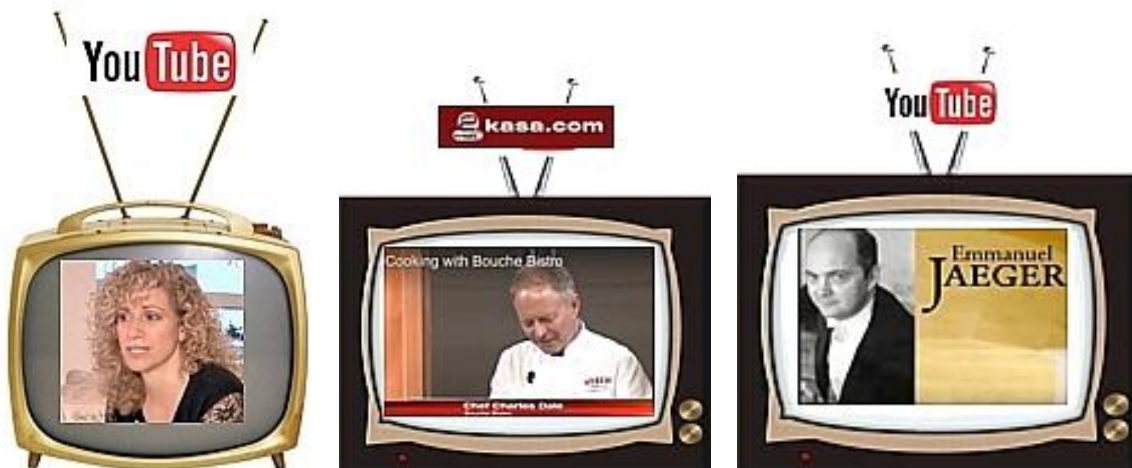 YouTube
kasa.com
YouTube
Cooking with Bouche Bistro
Chef Charles Dale
Emmanuel
JAEGER